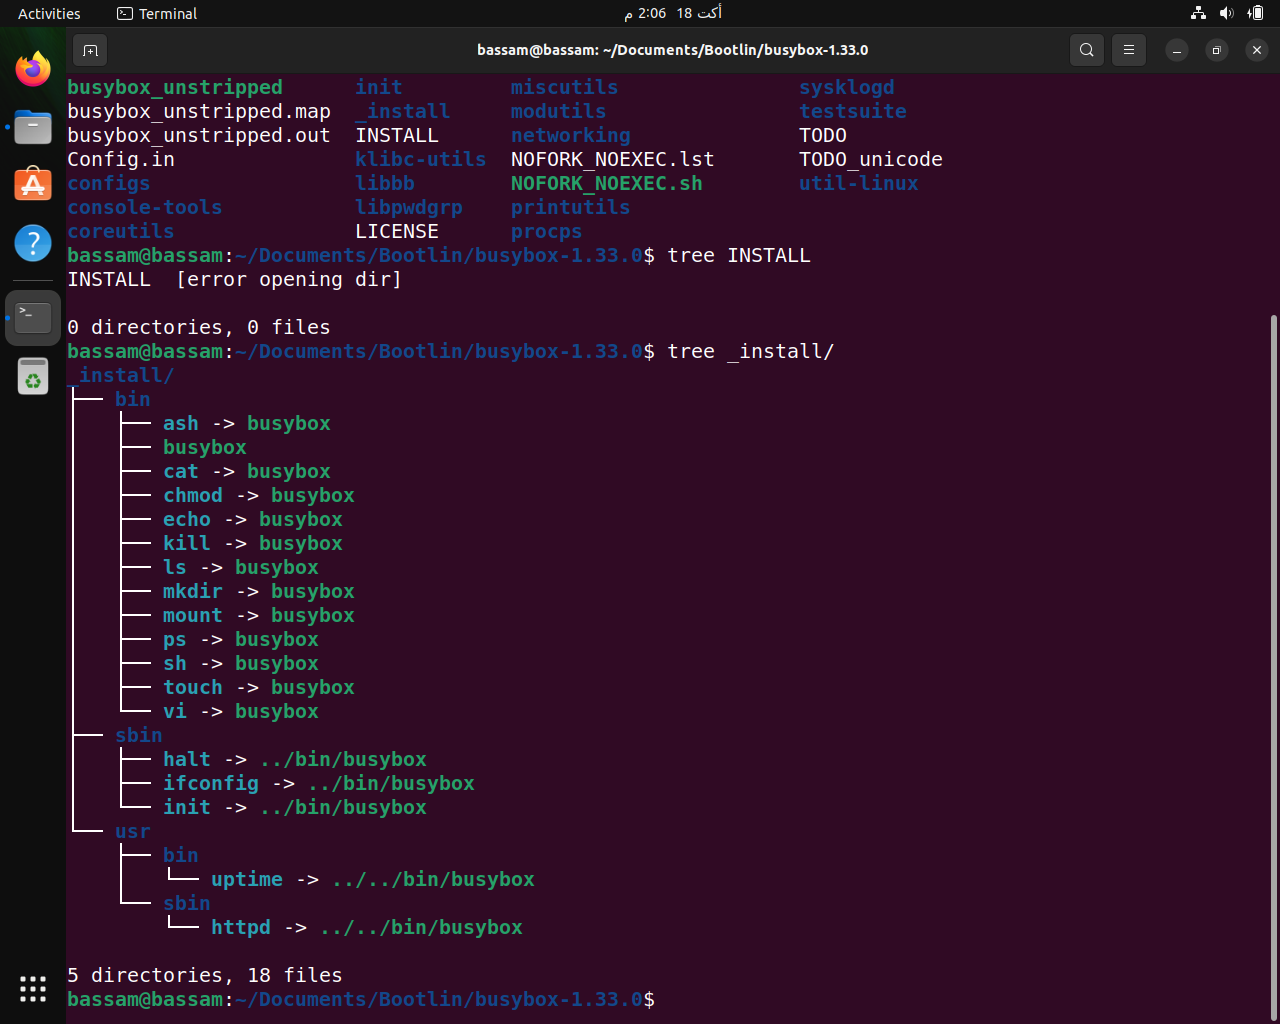 Activities Terminal 18 أكت 2:06 م
bassam@bassam: ~/Documents/Bootlin/busybox-1.33.0
busybox_unstripped init miscutils sysklogd
busybox_unstripped.map _install modutils testsuite
busybox_unstripped.out INSTALL networking TODO
Config.in klibc-utils NOFORK_NOEXEC.lst TODO_unicode
configs libbb NOFORK_NOEXEC.sh util-linux
console-tools libpwdgrp printutils
coreutils LICENSE procps
bassam@bassam:~/Documents/Bootlin/busybox-1.33.0$ tree INSTALL
INSTALL  [error opening dir]
0 directories, 0 files
bassam@bassam:~/Documents/Bootlin/busybox-1.33.0$ tree _install/
_install/
├── bin
│   ├── ash -> busybox
│   ├── busybox
│   ├── cat -> busybox
│   ├── chmod -> busybox
│   ├── echo -> busybox
│   ├── kill -> busybox
│   ├── ls -> busybox
│   ├── mkdir -> busybox
│   ├── mount -> busybox
│   ├── ps -> busybox
│   ├── sh -> busybox
│   ├── touch -> busybox
│   └── vi -> busybox
├── sbin
│   ├── halt -> ../bin/busybox
│   ├── ifconfig -> ../bin/busybox
│   └── init -> ../bin/busybox
└── usr
    ├── bin
    │   └── uptime -> ../../bin/busybox
    └── sbin
        └── httpd -> ../../bin/busybox
5 directories, 18 files
bassam@bassam:~/Documents/Bootlin/busybox-1.33.0$